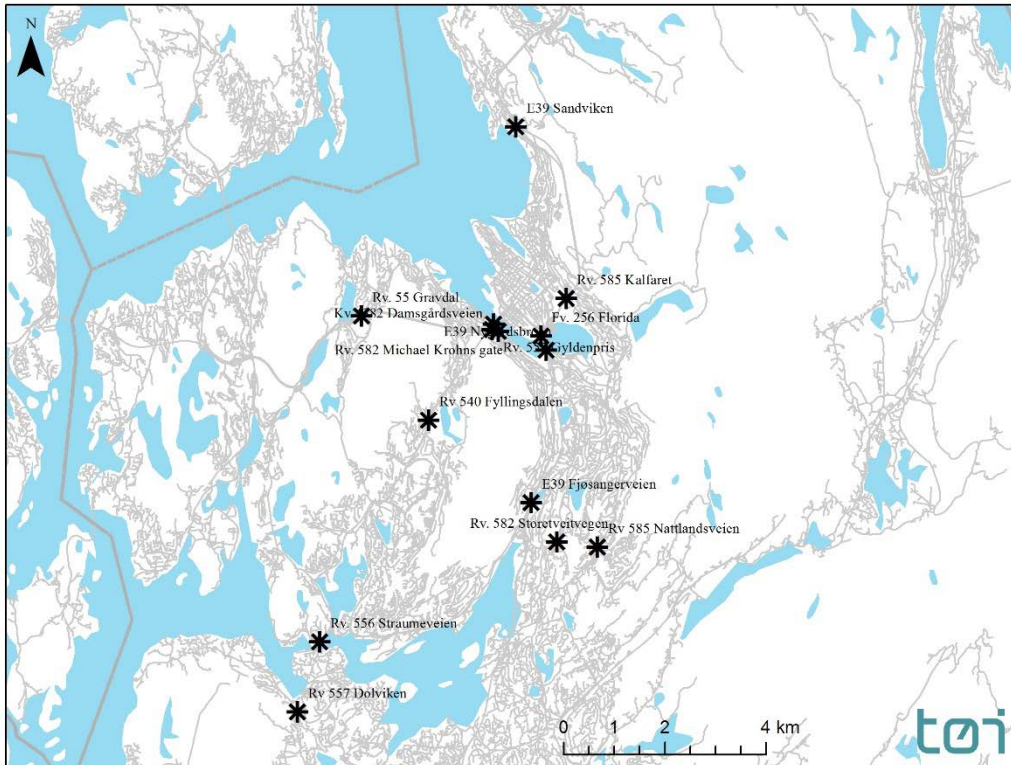 N
E39 Sandviken
Rv. 585 Kalfaret
Rv. 55 Gravdal
Damsgårdsveien
Fv. 256 Florida
E39
Rv. 582 Michael Krohns gate
Gyldenpris
Rv 540 Fyllingsdalen
E39 Fjøsangerveien
Rv. 582 Storetveitvegen
Rv 585 Nattlandsveien
Rv. 556 Straumeveien
Rv 557 Dolviken
0 2 4 km
tøi